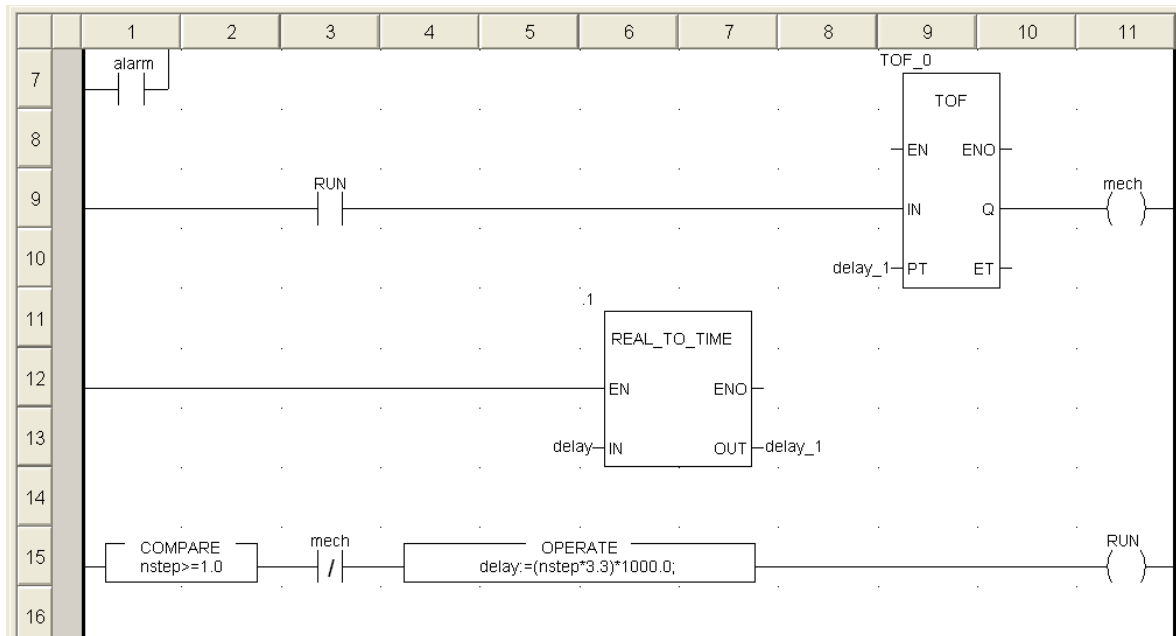 1 2 3 4 5 6 7 8 9 10 11
alarm
7
TOF_0
TOF
8
EN ENO
RUN
mech
9
IN Q
10
delay_1 PT ET
.1
11
REAL_TO_TIME
12
EN ENO
13
delay IN OUT delay_1
14
COMPARE
mech
OPERATE
RUN
15
nstep>=1.0
/
delay:=(nstep*3.3)*1000.0;
16